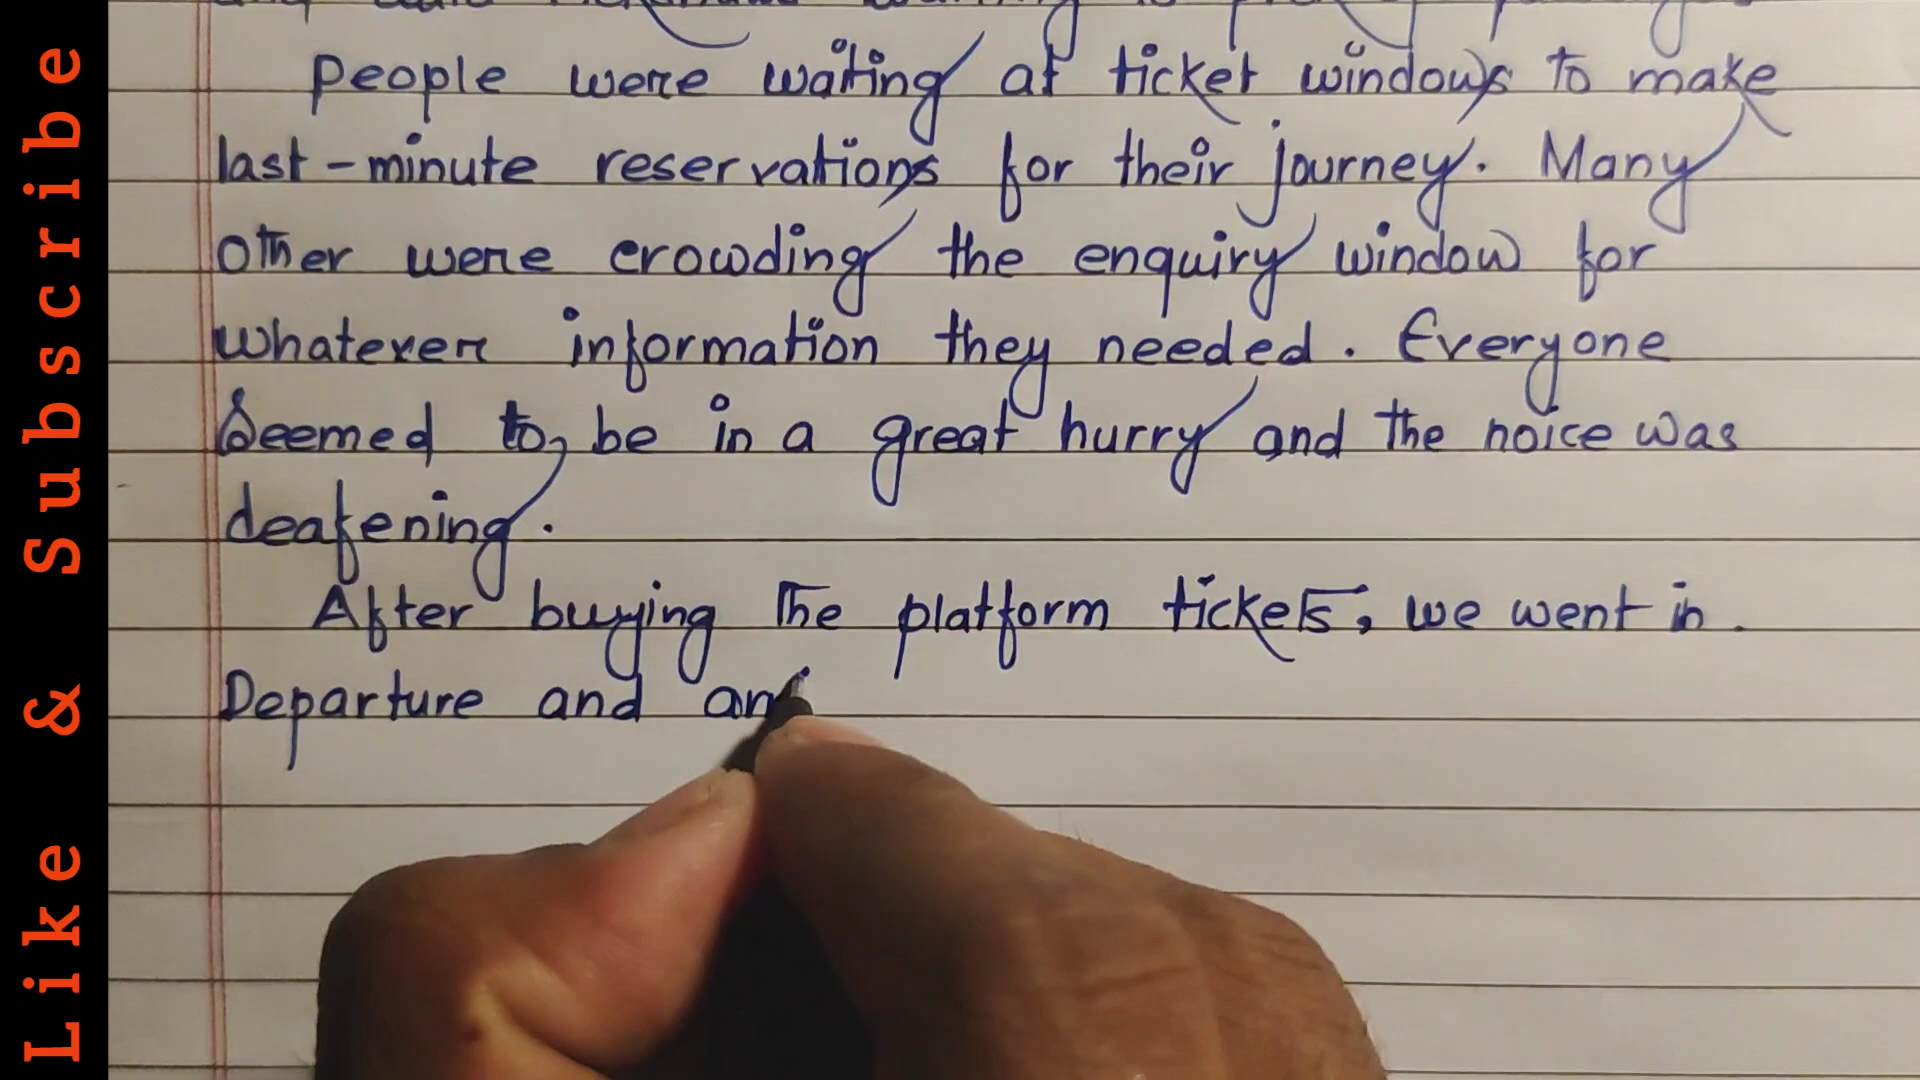 People were waiting at ticket windows to make
last-minute reservations for their journey. Many
Other were crowding the enquiry window for
whatever information they needed. Everyone
Seemed to be in a great hurry and the noice was
deafening.
After buying the platform tickets, we went in.
Departure and
Like & Subscribe